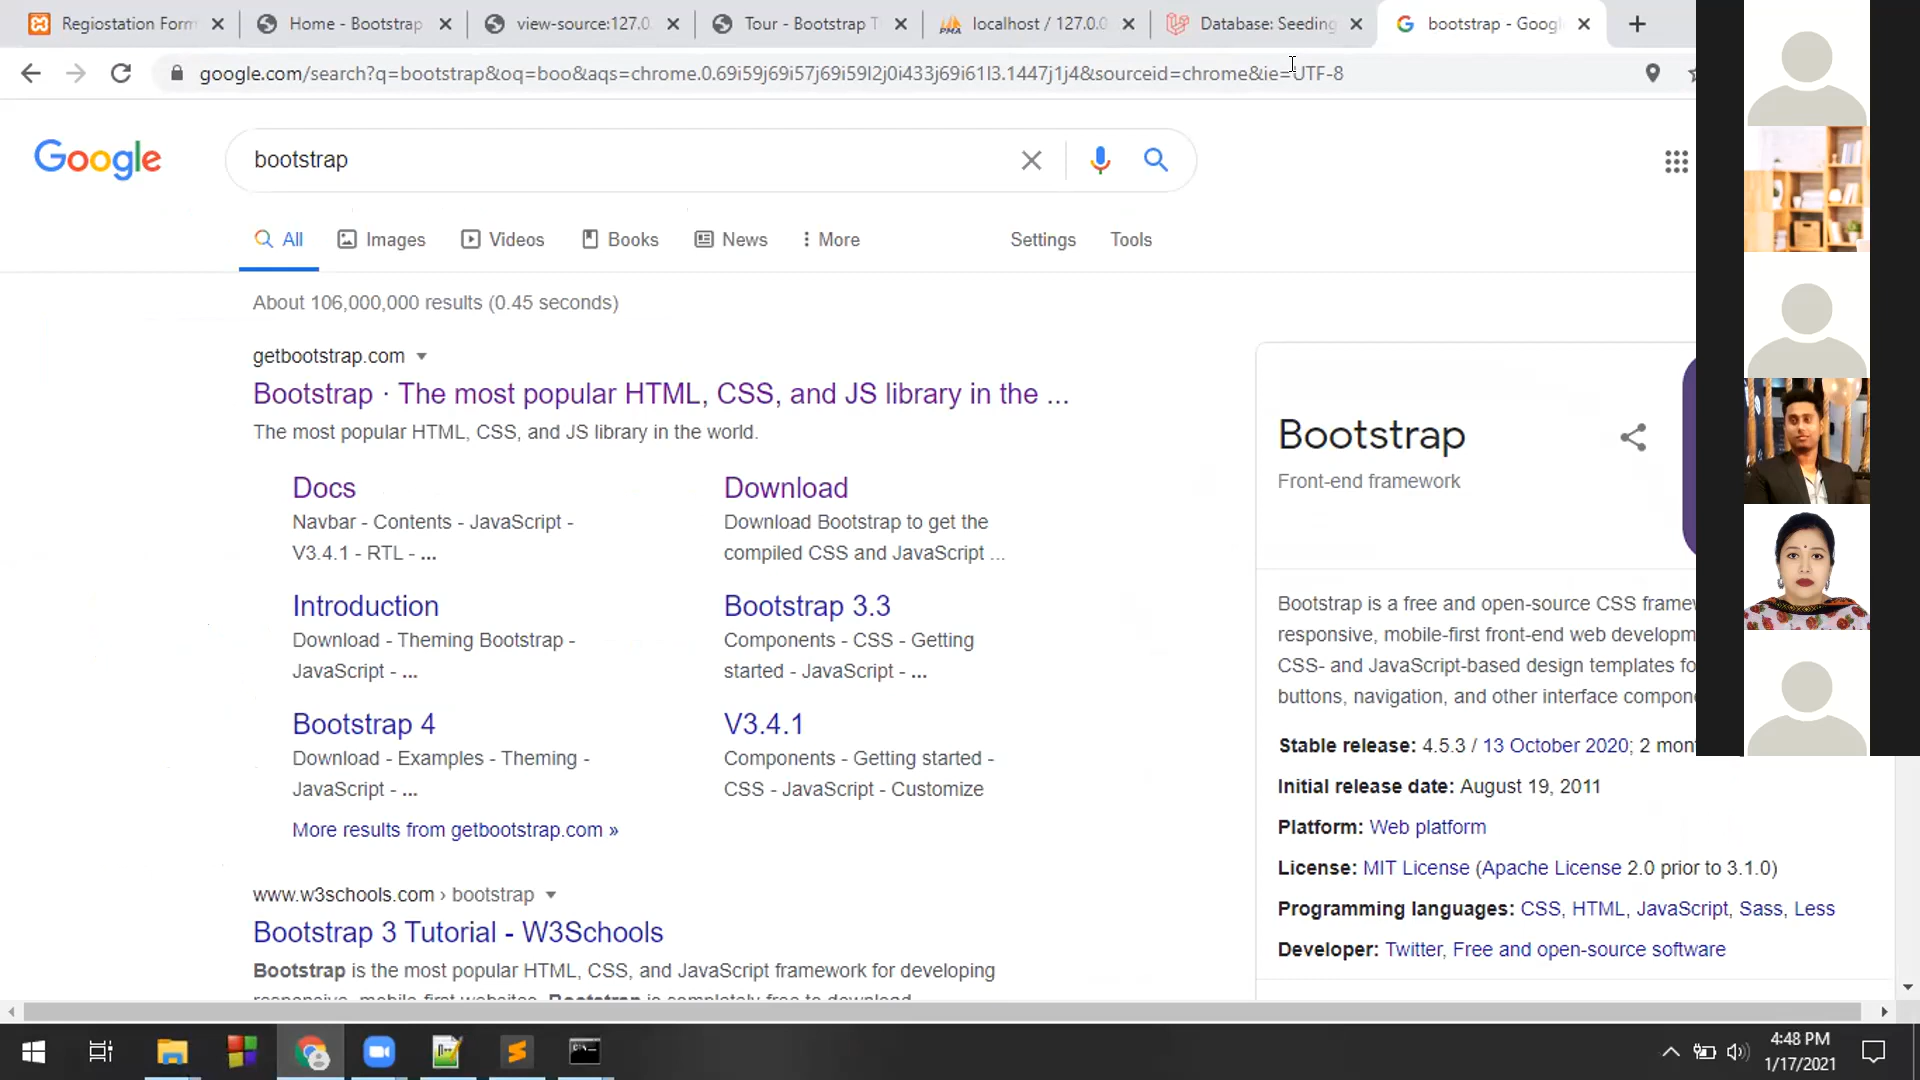 Regiostation Form
Home - Bootstrap
view-source:127.0.
Tour - Bootstrap T
localhost / 127.0.0
Database: Seeding
bootstrap - Googl
google.com/search?q=bootstrap&oq=boo&aqs=chrome.0.69i59j69i57j69i59l2j0i433j69i61l3.1447j1j4&sourceid=chrome&ie=UTF-8
Google
bootstrap
All
Images
Videos
Books
News
More
Settings
Tools
About 106,000,000 results (0.45 seconds)
getbootstrap.com
Bootstrap · The most popular HTML, CSS, and JS library in the ...
The most popular HTML, CSS, and JS library in the world.
Docs
Navbar - Contents - JavaScript -
V3.4.1 - RTL - ...
Download
Download Bootstrap to get the
compiled CSS and JavaScript ...
Introduction
Download - Theming Bootstrap -
JavaScript - ...
Bootstrap 3.3
Components - CSS - Getting
started - JavaScript - ...
Bootstrap 4
Download - Examples - Theming -
JavaScript - ...
V3.4.1
Components - Getting started -
CSS - JavaScript - Customize
More results from getbootstrap.com »
www.w3schools.com › bootstrap
Bootstrap 3 Tutorial - W3Schools
Bootstrap is the most popular HTML, CSS, and JavaScript framework for developing
responsive, mobile-first websites. Bootstrap is completely free to download
Bootstrap
Front-end framework
Bootstrap is a free and open-source CSS framew
responsive, mobile-first front-end web developm
CSS- and JavaScript-based design templates fo
buttons, navigation, and other interface compon
Stable release: 4.5.3 / 13 October 2020; 2 mon
Initial release date: August 19, 2011
Platform: Web platform
License: MIT License (Apache License 2.0 prior to 3.1.0)
Programming languages: CSS, HTML, JavaScript, Sass, Less
Developer: Twitter, Free and open-source software
4:48 PM
1/17/2021